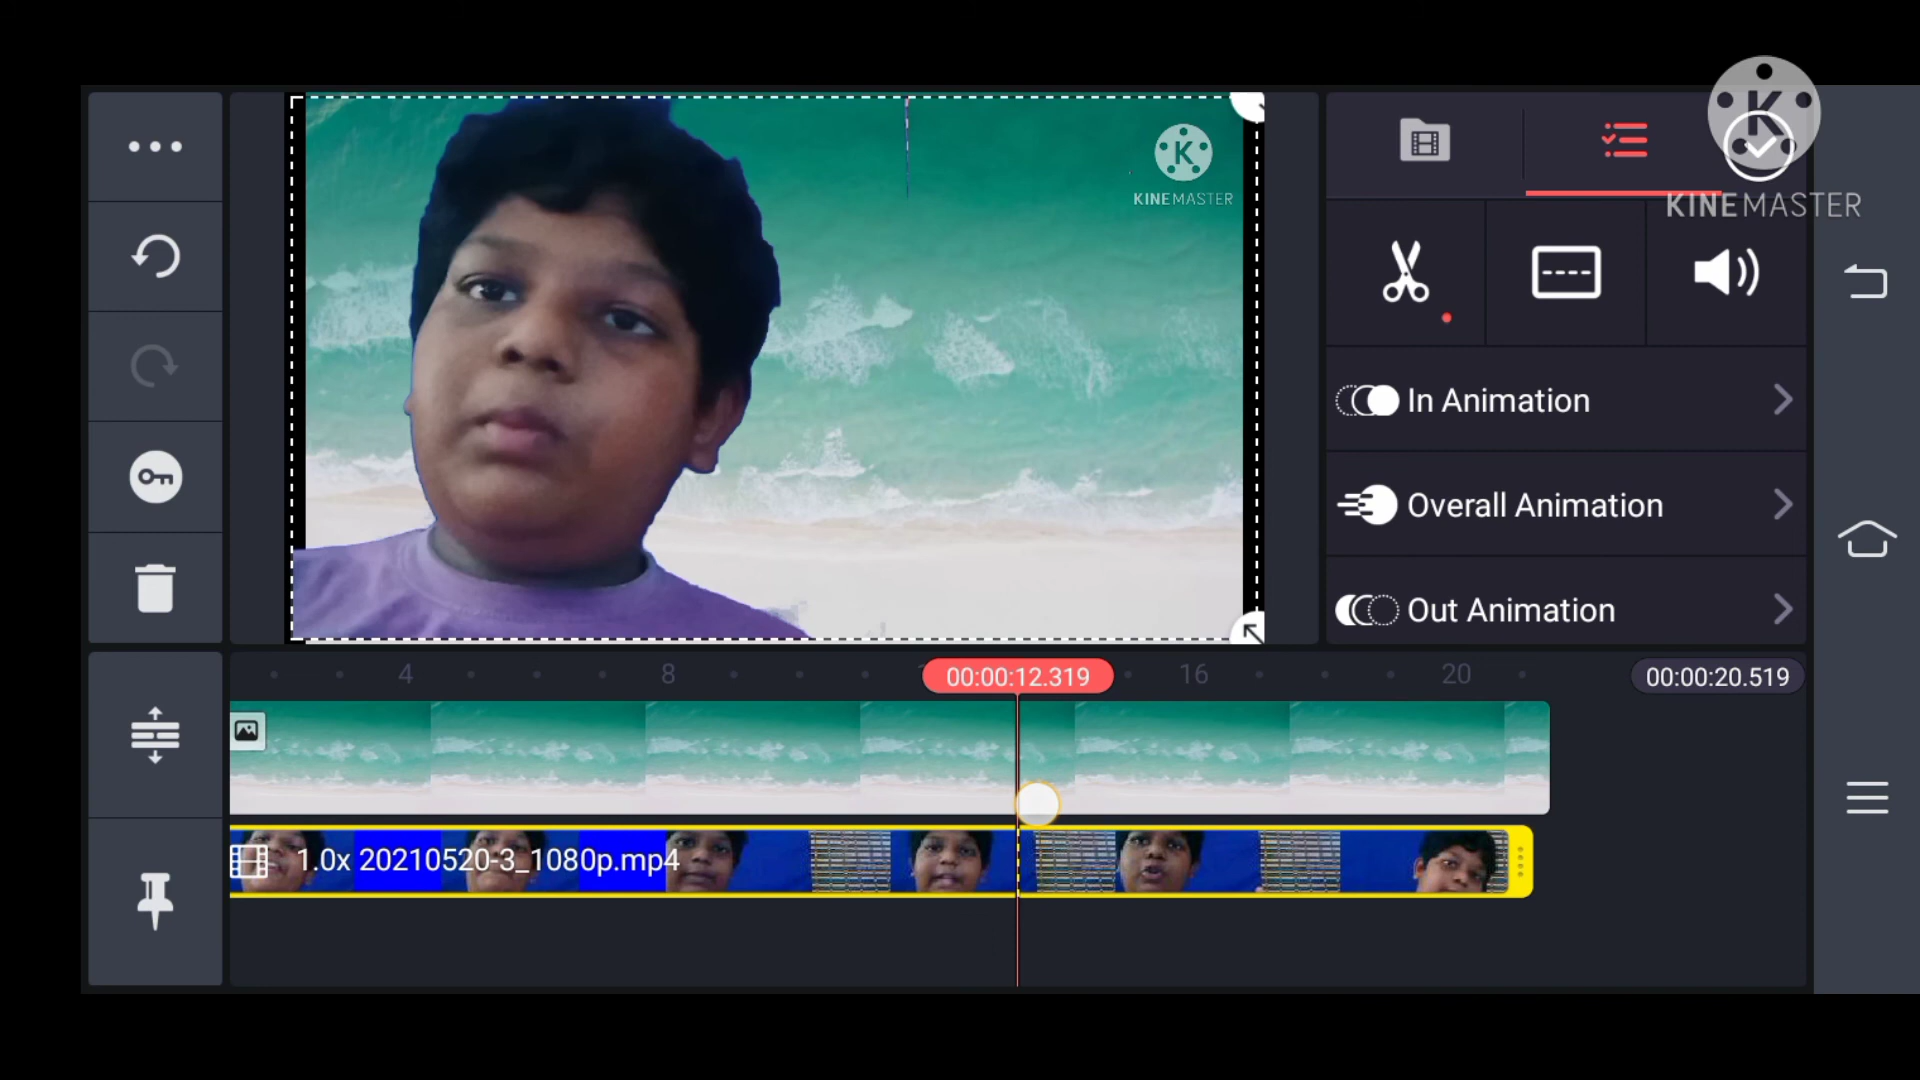 KINEMASTER
KINEMASTER
In Animation
Overall Animation
Out Animation
4
8
00:00:12.319
16
20
00:00:20.519
1.0x 20210520-3_1080p.mp4